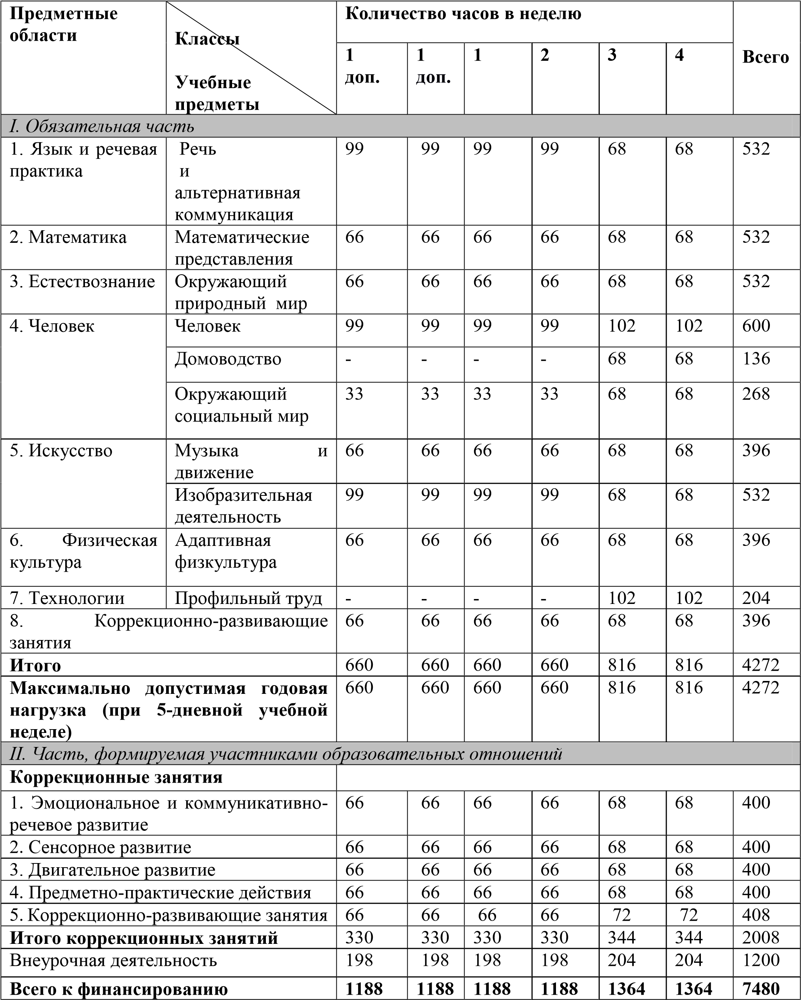 Предметные области Классы Учебные предметы Количество часов в неделю Всего
1 доп. 1 доп. 1 2 3 4
I. Обязательная часть
1. Язык и речевая практика Речь и альтернативная коммуникация 99 99 99 99 68 68 532
2. Математика Математические представления 66 66 66 66 68 68 532
3. Естествознание Окружающий природный мир 66 66 66 66 68 68 532
4. Человек Человек 99 99 99 99 102 102 600
Домоводство - - - - 68 68 136
Окружающий социальный мир 33 33 33 33 68 68 268
5. Искусство Музыка и движение 66 66 66 66 68 68 396
Изобразительная деятельность 99 99 99 99 68 68 532
6. Физическая культура Адаптивная физкультура 66 66 66 66 68 68 396
7. Технологии Профильный труд - - - - 102 102 204
8. Коррекционно-развивающие занятия 66 66 66 66 68 68 396
Итого 660 660 660 660 816 816 4272
Максимально допустимая годовая нагрузка (при 5-дневной учебной неделе) 660 660 660 660 816 816 4272
II. Часть, формируемая участниками образовательных отношений
Коррекционные занятия
1. Эмоциональное и коммуникативно-речевое развитие 66 66 66 66 68 68 400
2. Сенсорное развитие 66 66 66 66 68 68 400
3. Двигательное развитие 66 66 66 66 68 68 400
4. Предметно-практические действия 66 66 66 66 68 68 400
5. Коррекционно-развивающие занятия 66 66 66 66 72 72 408
Итого коррекционных занятий 330 330 330 330 344 344 2008
Внеурочная деятельность 198 198 198 198 204 204 1200
Всего к финансированию 1188 1188 1188 1188 1364 1364 7480